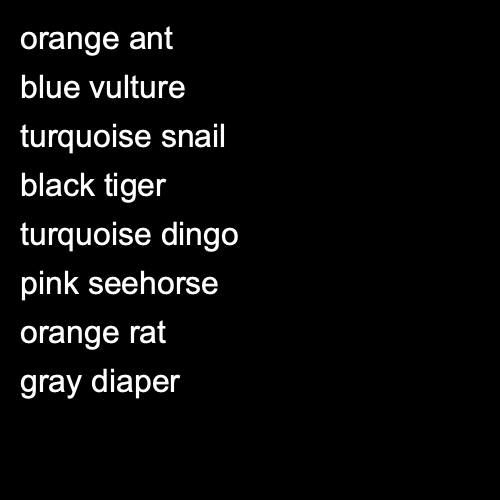 orange ant
blue vulture
turquoise snail
black tiger
turquoise dingo
pink seehorse
orange rat
gray diaper